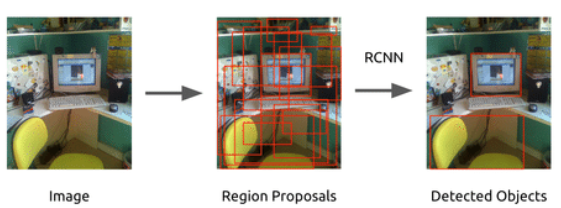 RCNN
Image
Region Proposals
Detected Objects